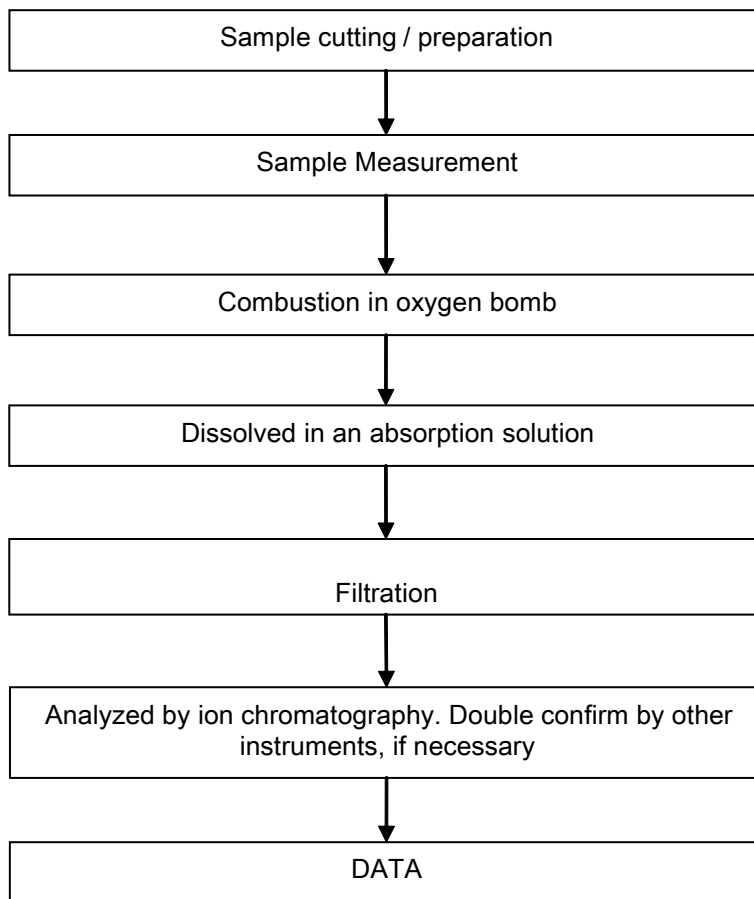 Sample cutting / preparation
Sample Measurement
Combustion in oxygen bomb
Dissolved in an absorption solution
Filtration
Analyzed by ion chromatography. Double confirm by other
instruments, if necessary
DATA